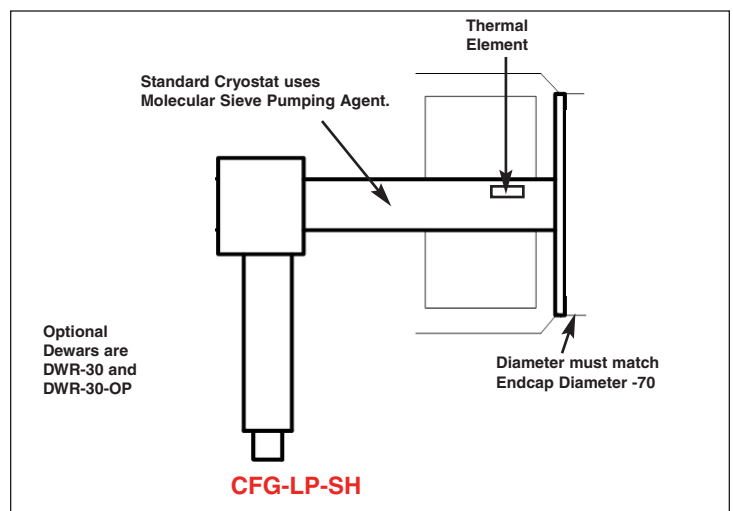 Thermal
Element
Standard Cryostat uses
Molecular Sieve Pumping Agent.
Optional
Dewars are
DWR-30 and
DWR-30-OP
Diameter must match
Endcap Diameter -70
CFG-LP-SH